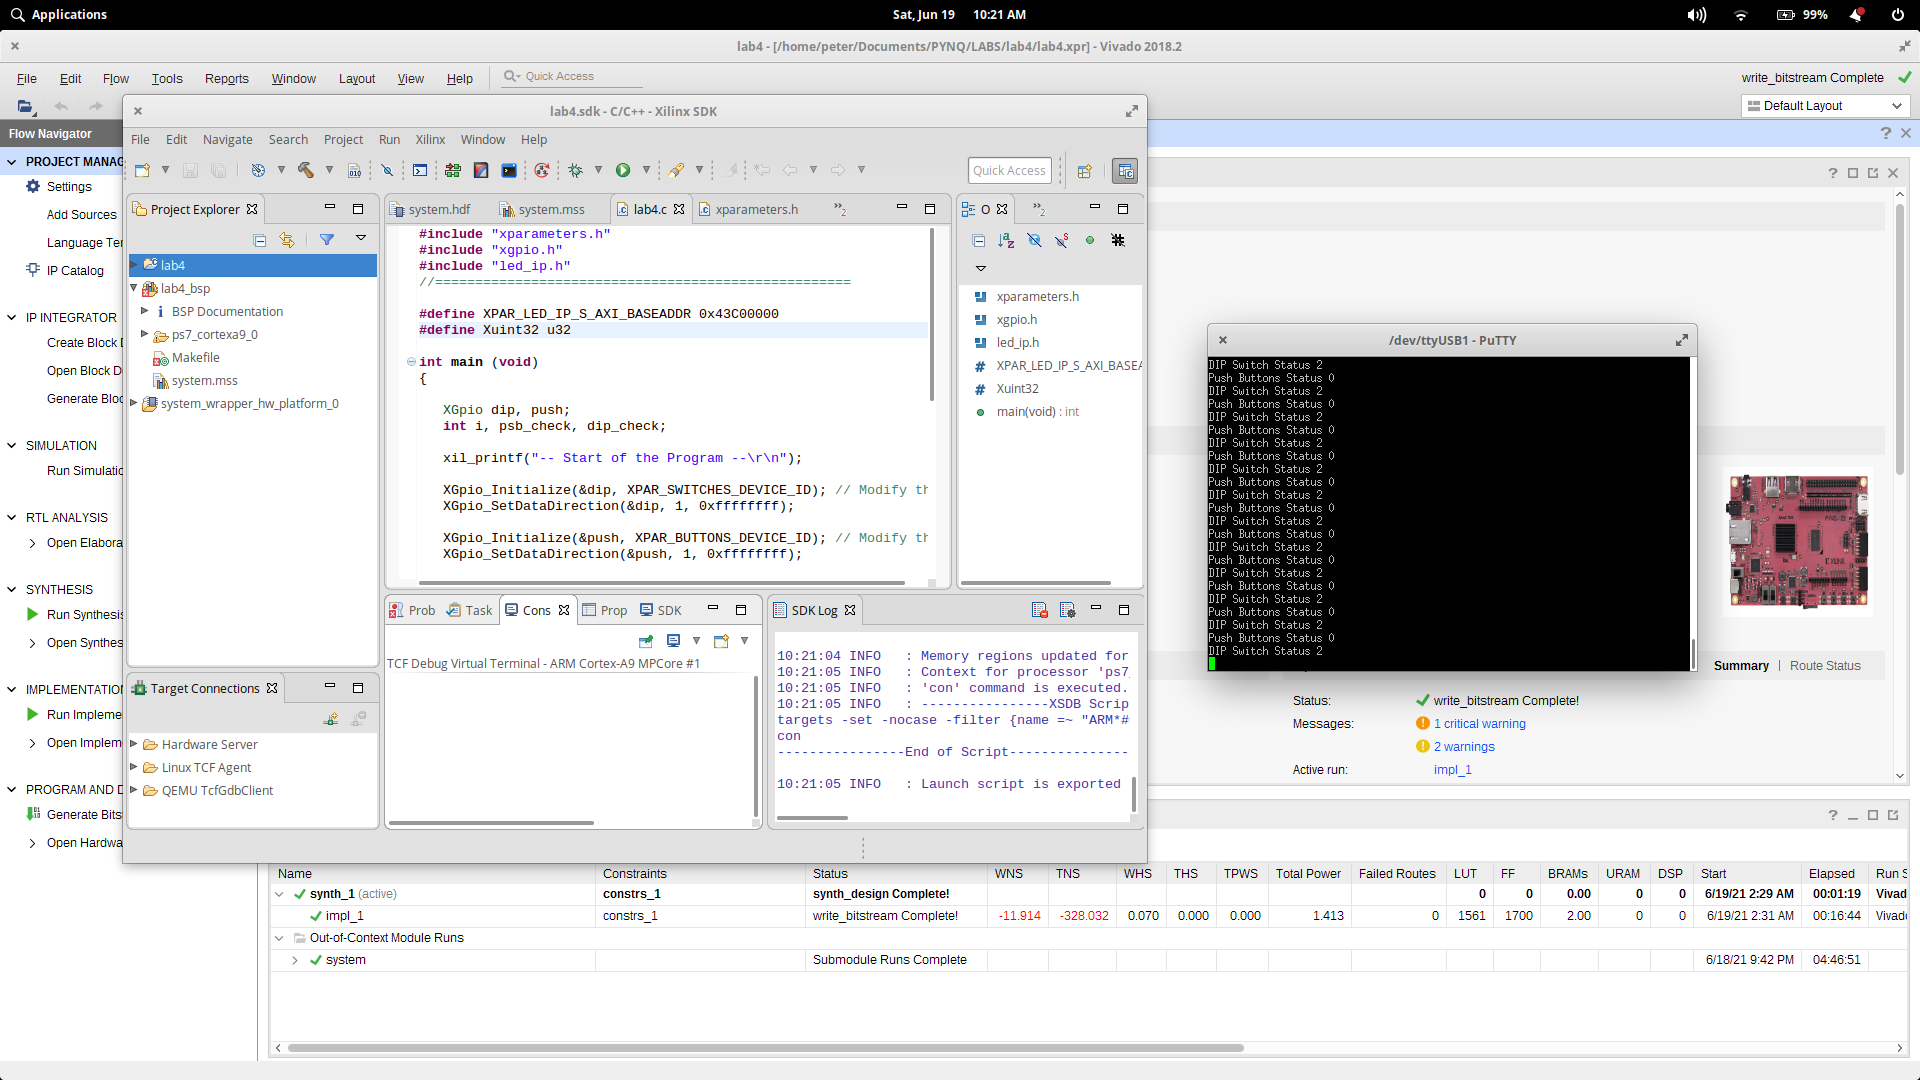 Applications
Sat, Jun 19 10:21 AM
99%
lab4 - [/home/peter/Documents/PYNQ/LABS/lab4/lab4.xpr] - Vivado 2018.2
File Edit Flow Tools Reports Window Layout View Help Quick Access
write_bitstream Complete
Default Layout
Flow Navigator
PROJECT MANAG
Settings
Add Sources
Language Te
IP Catalog
IP INTEGRATOR
Create Block D
Open Block D
Generate Bloc
SIMULATION
Run Simulatio
RTL ANALYSIS
Open Elabora
SYNTHESIS
Run Synthesis
Open Synthes
IMPLEMENTATION
Run Impleme
Open Implem
PROGRAM AND D
Generate Bits
Open Hardwa
lab4.sdk - C/C++ - Xilinx SDK
File Edit Navigate Search Project Run Xilinx Window Help
Quick Access
Project Explorer
lab4
lab4_bsp
BSP Documentation
ps7_cortexa9_0
Makefile
system.mss
system_wrapper_hw_platform_0
Target Connections
Hardware Server
Linux TCF Agent
QEMU TcfGdbClient
system.hdf system.mss lab4.c xparameters.h »2
#include "xparameters.h"
#include "xgpio.h"
#include "led_ip.h"
//====================================================
#define XPAR_LED_IP_S_AXI_BASEADDR 0x43C00000
#define Xuint32 u32
int main (void)
{
XGpio dip, push;
int i, psb_check, dip_check;
xil_printf("-- Start of the Program --\r\n");
XGpio_Initialize(&dip, XPAR_SWITCHES_DEVICE_ID); // Modify th
XGpio_SetDataDirection(&dip, 1, 0xffffffff);
XGpio_Initialize(&push, XPAR_BUTTONS_DEVICE_ID); // Modify th
XGpio_SetDataDirection(&push, 1, 0xffffffff);
O »2
xparameters.h
xgpio.h
led_ip.h
XPAR_LED_IP_S_AXI_BASEA
Xuint32
main(void) : int
Prob Task Cons Prop SDK
TCF Debug Virtual Terminal - ARM Cortex-A9 MPCore #1
SDK Log
10:21:04 INFO : Memory regions updated for
10:21:05 INFO : Context for processor 'ps7
10:21:05 INFO : 'con' command is executed.
10:21:05 INFO : ----------------XSDB Scrip
targets -set -nocase -filter {name =~ "ARM*#
con
----------------End of Script---------------
10:21:05 INFO : Launch script is exported
/dev/ttyUSB1 - PuTTY
DIP Switch Status 2
Push Buttons Status 0
DIP Switch Status 2
Push Buttons Status 0
DIP Switch Status 2
Push Buttons Status 0
DIP Switch Status 2
Push Buttons Status 0
DIP Switch Status 2
Push Buttons Status 0
DIP Switch Status 2
Push Buttons Status 0
DIP Switch Status 2
Push Buttons Status 0
DIP Switch Status 2
Push Buttons Status 0
DIP Switch Status 2
Push Buttons Status 0
DIP Switch Status 2
Push Buttons Status 0
DIP Switch Status 2
Push Buttons Status 0
DIP Switch Status 2
Summary | Route Status
Status: write_bitstream Complete!
Messages: 1 critical warning
2 warnings
Active run: impl_1
Name Constraints Status WNS TNS WHS THS TPWS Total Power Failed Routes LUT FF BRAMs URAM DSP Start Elapsed Run S
synth_1 (active) constrs_1 synth_design Complete! 0 0 0.00 0 0 6/19/21 2:29 AM 00:01:19 Vivad
impl_1 constrs_1 write_bitstream Complete! -11.914 -328.032 0.070 0.000 0.000 1.413 0 1561 1700 2.00 0 0 6/19/21 2:31 AM 00:16:44 Vivado
Out-of-Context Module Runs
system Submodule Runs Complete 6/18/21 9:42 PM 04:46:51